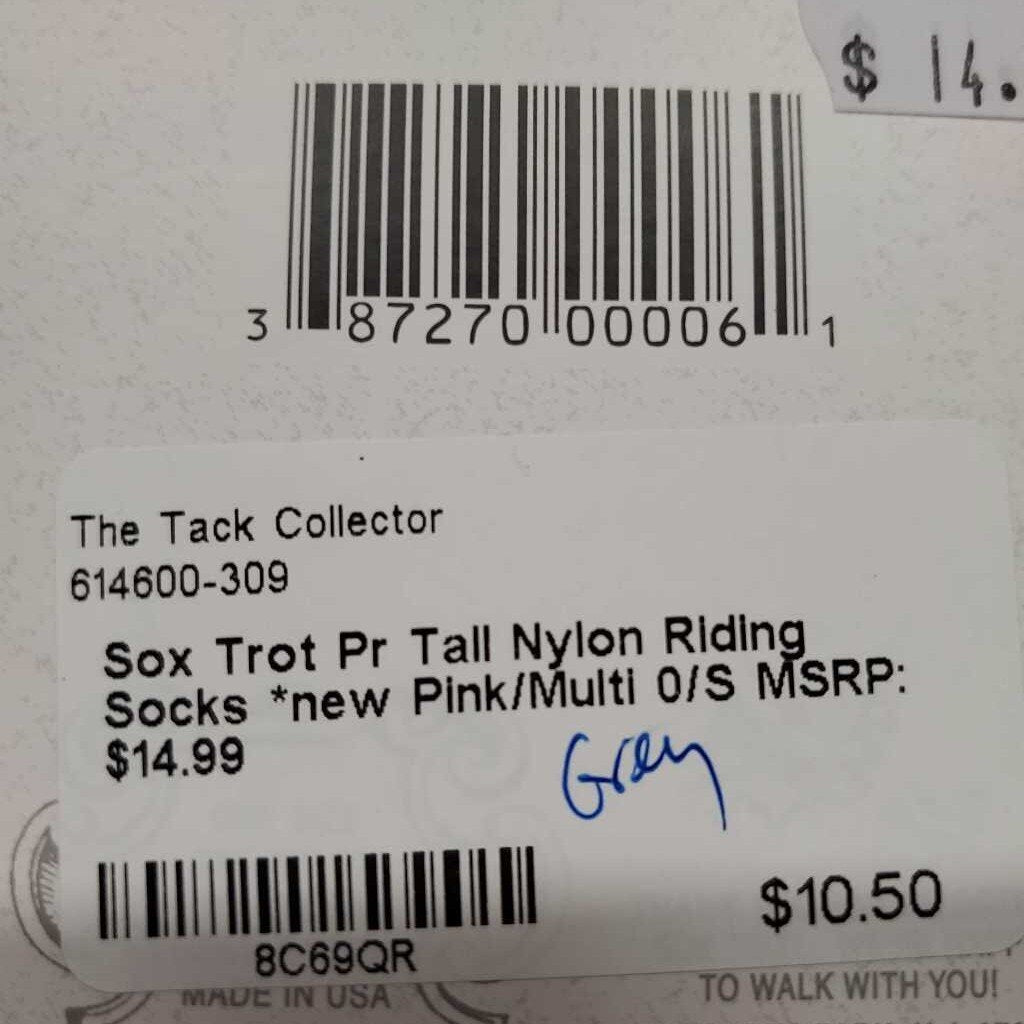 $ 14.
3 87270 00006 1
The Tack Collector
614600-309
Sox Trot Pr Tall Nylon Riding
Socks *new Pink/Multi O/S MSRP:
$14.99
Gray
$10.50
8C69QR
MADE IN USA
TO WALK WITH YOU!